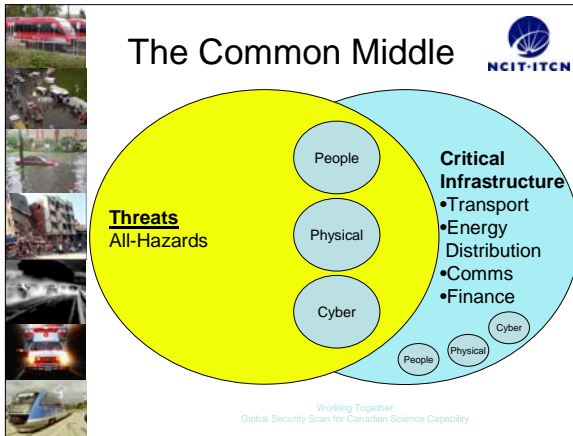 The Common Middle
NCIT·ITCN
People
Physical
Cyber
Threats
All-Hazards
Critical
Infrastructure
•Transport
•Energy
Distribution
•Comms
•Finance
People
Physical
Cyber
Working Together
Global Security Scan for Canadian Science Capability